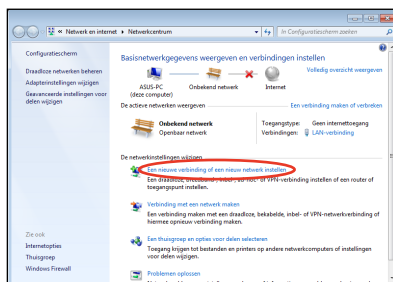 « Netwerk en internet ▸ Netwerkcentrum
In Configuratiescherm zoeken
Configuratiescherm
Draadloze netwerken beheren
Adapterinstellingen wijzigen
Geavanceerde instellingen voor
delen wijzigen
Basisnetwerkgegevens weergeven en verbindingen instellen
Volledig overzicht weergeven
ASUS-PC
(deze computer)
Onbekend netwerk
Internet
De actieve netwerken weergeven
Een verbinding maken of verbreken
Onbekend netwerk
Openbaar netwerk
Toegangstype: Geen internettoegang
Verbindingen: LAN-verbinding
De netwerkinstellingen wijzigen
Een nieuwe verbinding of een nieuw netwerk instellen
Een draadloze, breedband-, inbel-, ad-hoc- of VPN-verbinding instellen of een router of
toegangspunt instellen.
Verbinding met een netwerk maken
Een verbinding maken met een draadloze, bekabelde, inbel- of VPN-netwerkverbinding of
hiermee opnieuw verbinding maken.
Een thuisgroep en opties voor delen selecteren
Toegang krijgen tot bestanden en printers op andere netwerkcomputers of instellingen
voor delen wijzigen.
Problemen oplossen
Zie ook
Internetopties
Thuisgroep
Windows Firewall